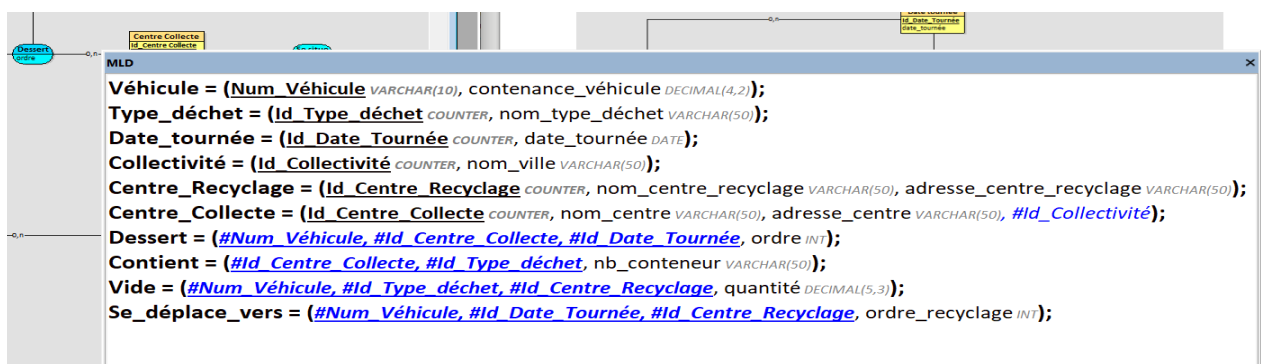 Date tournée
Id_Date_Tournée
date_tournée
0,n
Centre Collecte
Id_Centre Collecte
Dessert
ordre
0,n
MLD
Véhicule = (Num_Véhicule VARCHAR(10), contenance_véhicule DECIMAL(4,2));
Type_déchet = (Id_Type_déchet COUNTER, nom_type_déchet VARCHAR(50));
Date_tournée = (Id_Date_Tournée COUNTER, date_tournée DATE);
Collectivité = (Id_Collectivité COUNTER, nom_ville VARCHAR(50));
Centre_Recyclage = (Id_Centre_Recyclage COUNTER, nom_centre_recyclage VARCHAR(50), adresse_centre_recyclage VARCHAR(50));
Centre_Collecte = (Id_Centre_Collecte COUNTER, nom_centre VARCHAR(50), adresse_centre VARCHAR(50), #Id_Collectivité);
Dessert = (#Num_Véhicule, #Id_Centre_Collecte, #Id_Date_Tournée, ordre INT);
0,n
Contient = (#Id_Centre_Collecte, #Id_Type_déchet, nb_conteneur VARCHAR(50));
Vide = (#Num_Véhicule, #Id_Type_déchet, #Id_Centre_Recyclage, quantité DECIMAL(5,3));
Se_déplace_vers = (#Num_Véhicule, #Id_Date_Tournée, #Id_Centre_Recyclage, ordre_recyclage INT);